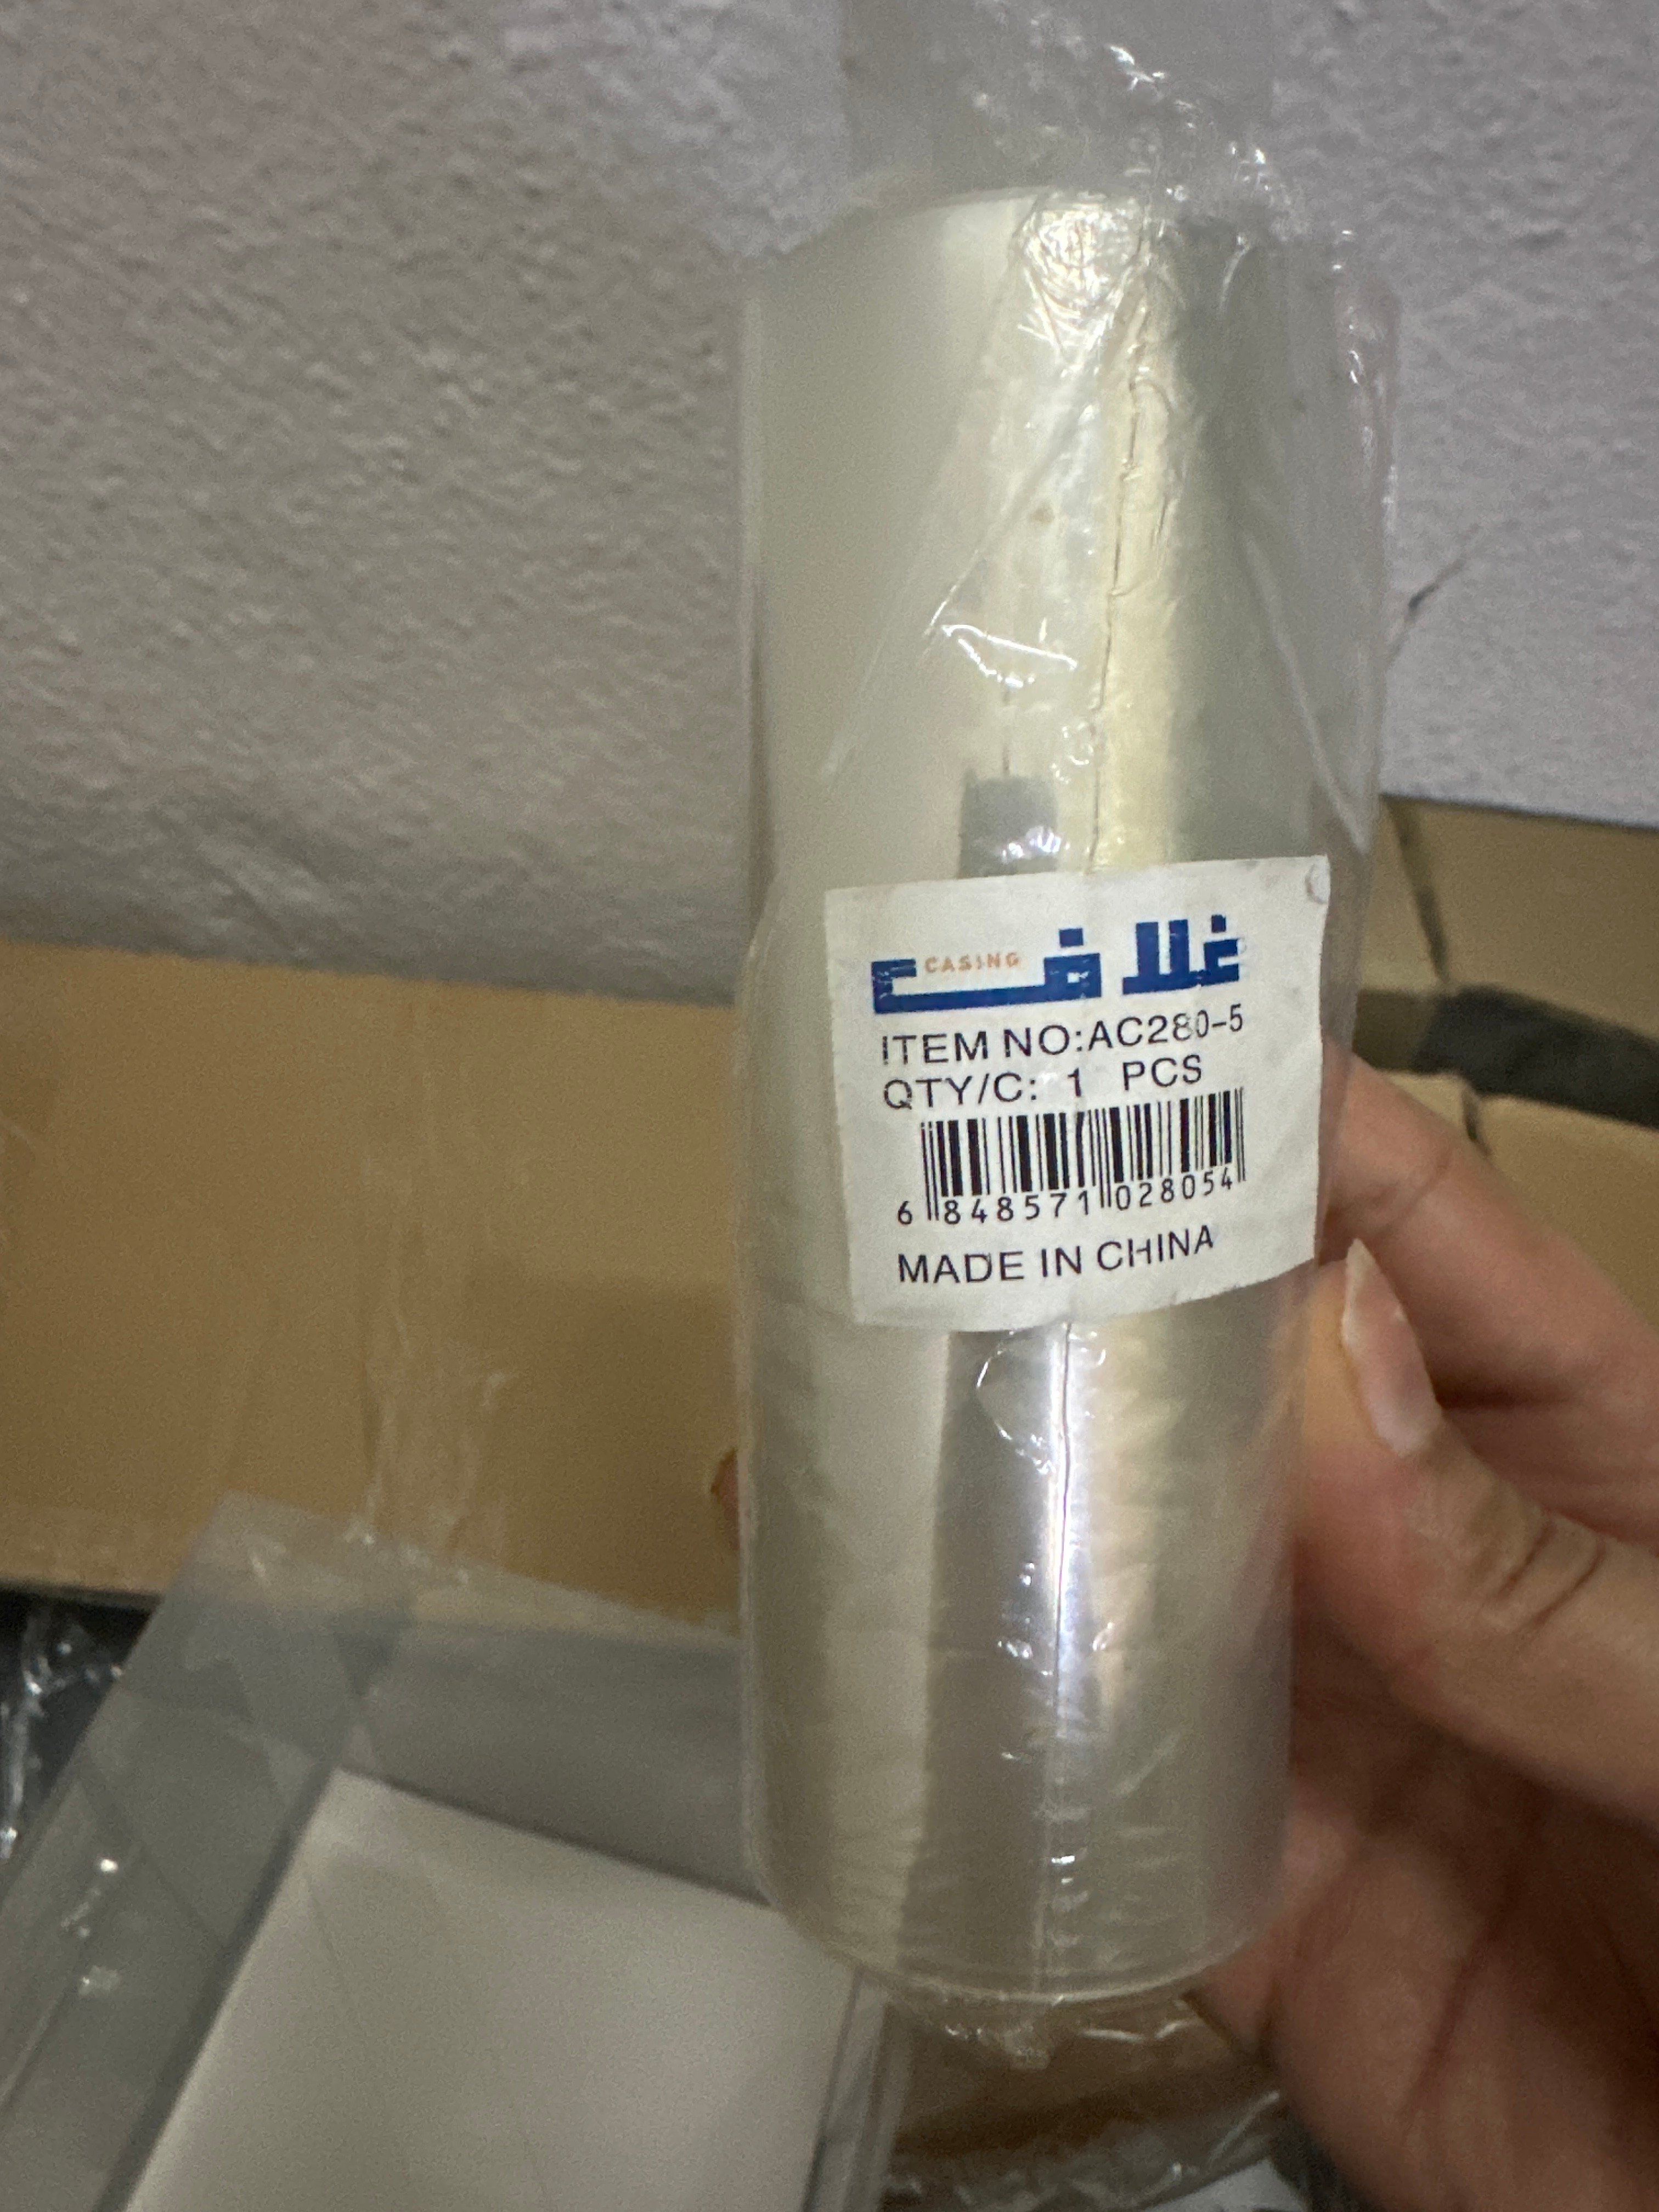 غلاف
CASING
ITEM NO:AC280-5
QTY/C: 1 PCS
6 848571 028054
MADE IN CHINA